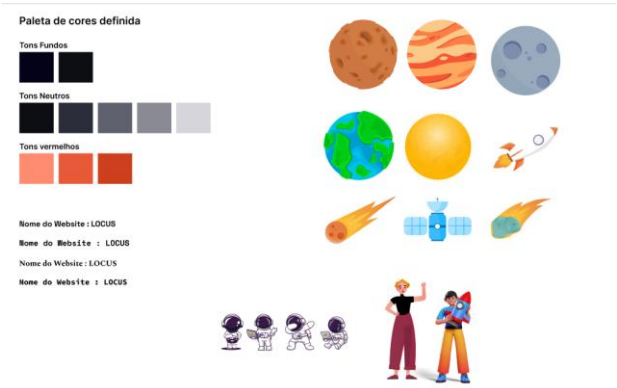 Paleta de cores definida
Tons Fundos
Tons Neutros
Tons vermelhos
Nome do Website : LOCUS
Nome do Website : LOCUS
Nome do Website : LOCUS
Nome do Website : LOCUS